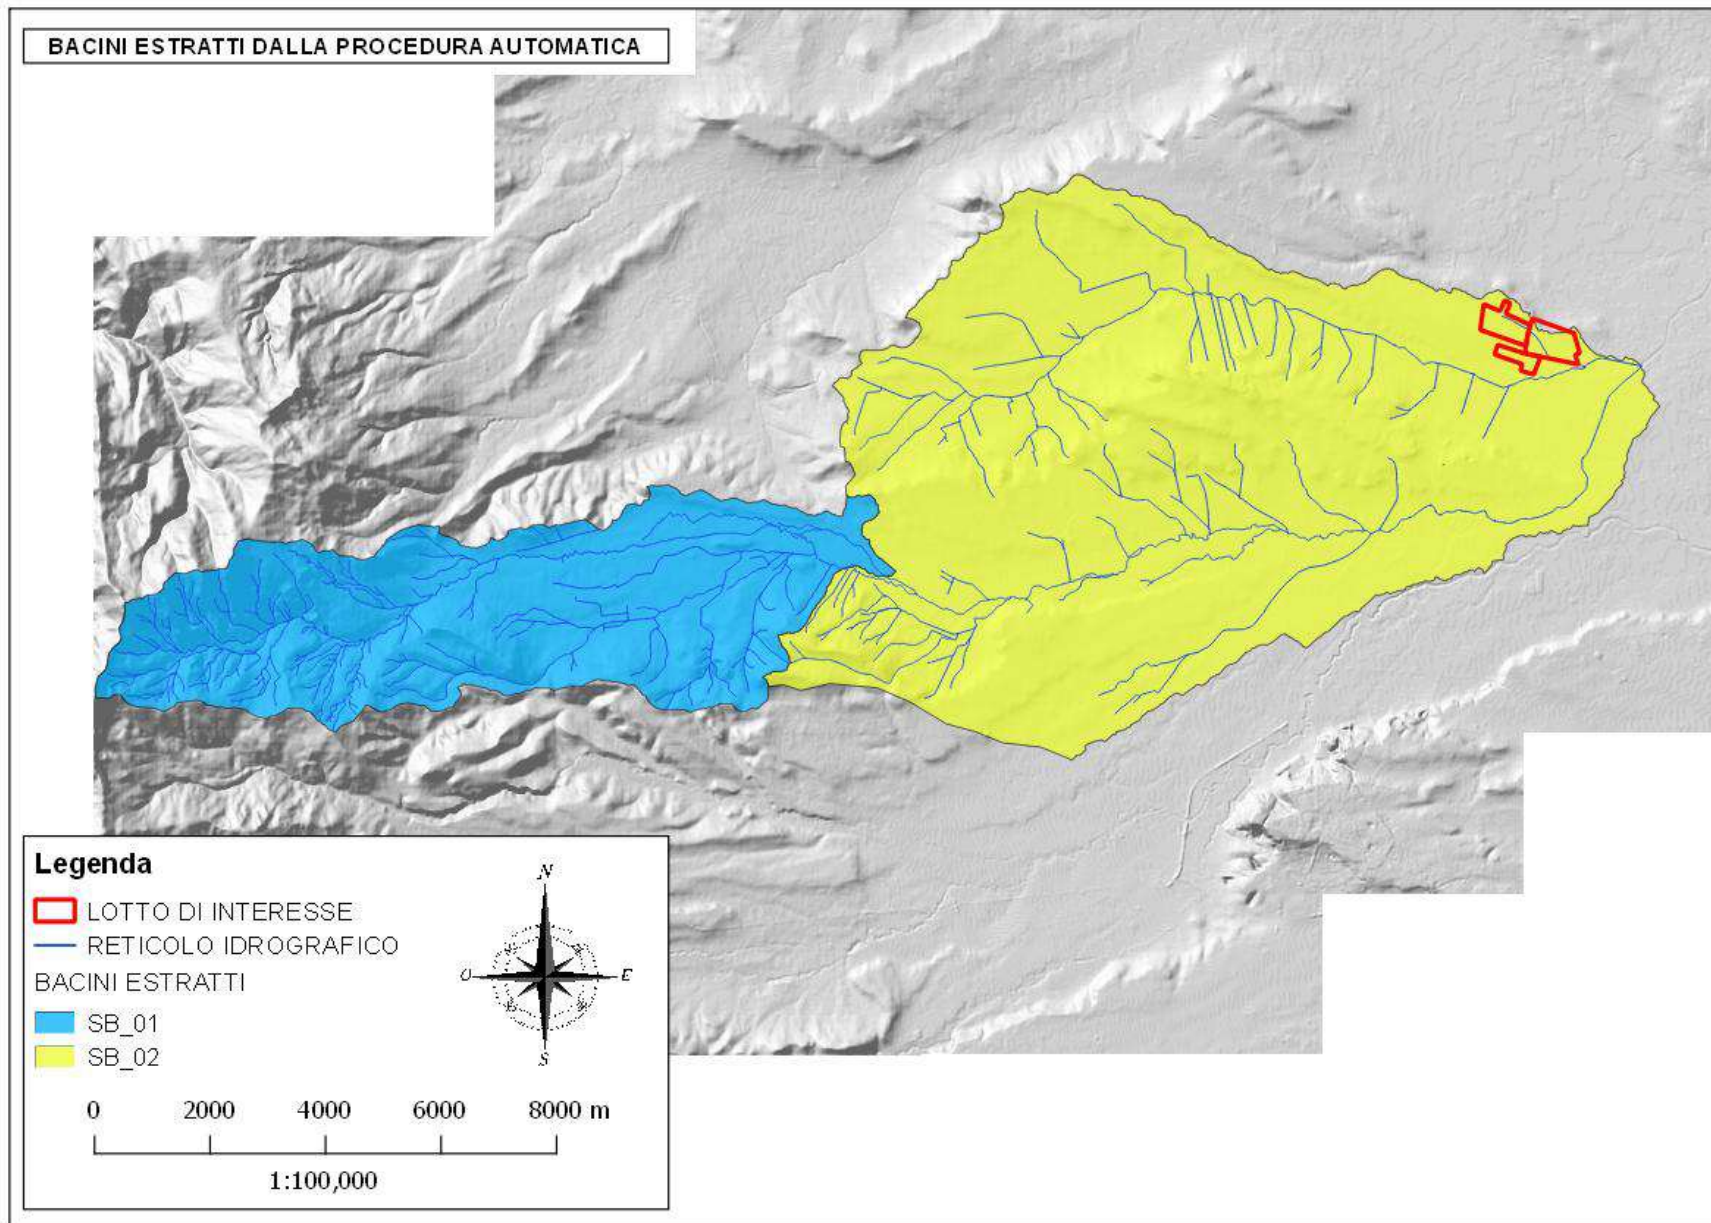 BACINI ESTRATTI DALLA PROCEDURA AUTOMATICA
Legenda
LOTTO DI INTERESSE
RETICOLO IDROGRAFICO
BACINI ESTRATTI
SB_01
SB_02
N
O E
S
0 2000 4000 6000 8000 m
1:100,000